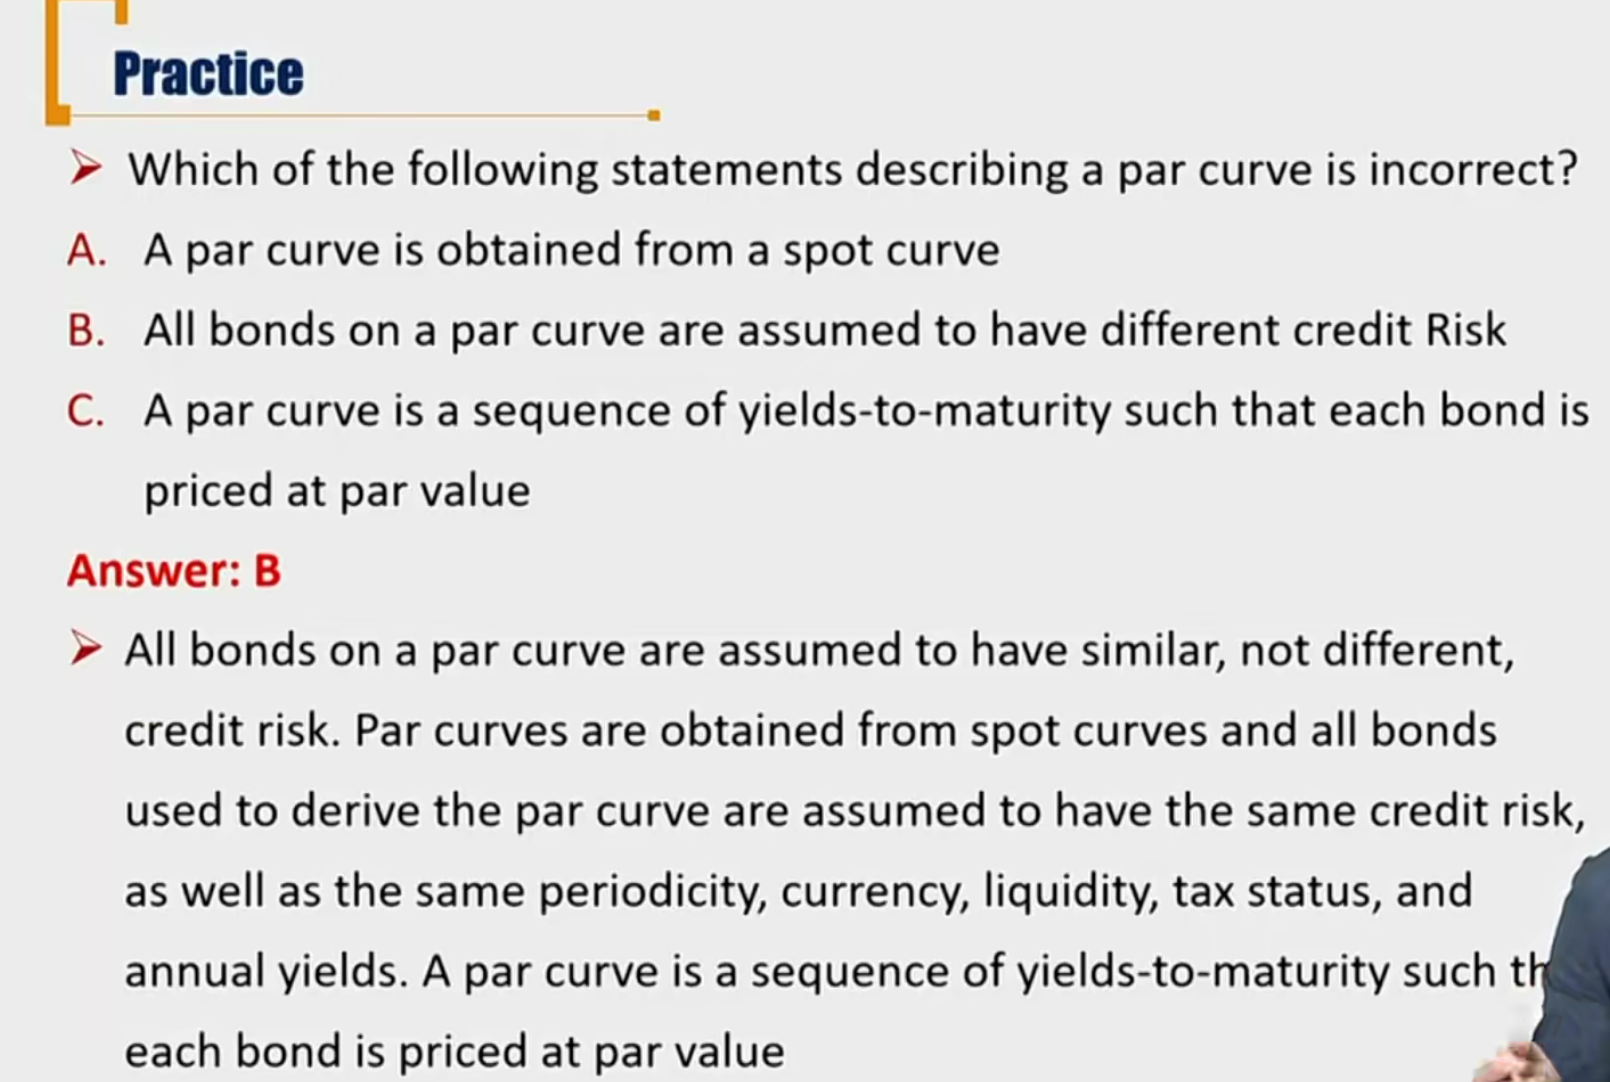 Practice
➢ Which of the following statements describing a par curve is incorrect?
A. A par curve is obtained from a spot curve
B. All bonds on a par curve are assumed to have different credit Risk
C. A par curve is a sequence of yields-to-maturity such that each bond is
priced at par value
Answer: B
➢ All bonds on a par curve are assumed to have similar, not different,
credit risk. Par curves are obtained from spot curves and all bonds
used to derive the par curve are assumed to have the same credit risk,
as well as the same periodicity, currency, liquidity, tax status, and
annual yields. A par curve is a sequence of yields-to-maturity such
each bond is priced at par value